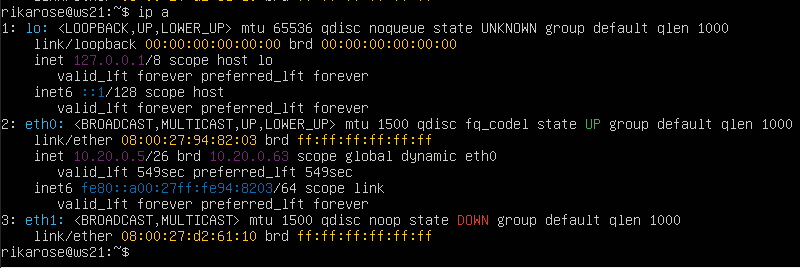 rikarose@ws21:~$ ip a
1: lo: <LOOPBACK,UP,LOWER_UP> mtu 65536 qdisc noqueue state UNKNOWN group default qlen 1000
    link/loopback 00:00:00:00:00:00 brd 00:00:00:00:00:00
    inet 127.0.0.1/8 scope host lo
       valid_lft forever preferred_lft forever
    inet6 ::1/128 scope host
       valid_lft forever preferred_lft forever
2: eth0: <BROADCAST,MULTICAST,UP,LOWER_UP> mtu 1500 qdisc fq_codel state UP group default qlen 1000
    link/ether 08:00:27:94:82:03 brd ff:ff:ff:ff:ff:ff
    inet 10.20.0.5/26 brd 10.20.0.63 scope global dynamic eth0
       valid_lft 549sec preferred_lft 549sec
    inet6 fe80::a00:27ff:fe94:8203/64 scope link
       valid_lft forever preferred_lft forever
3: eth1: <BROADCAST,MULTICAST> mtu 1500 qdisc noop state DOWN group default qlen 1000
    link/ether 08:00:27:d2:61:10 brd ff:ff:ff:ff:ff:ff
rikarose@ws21:~$